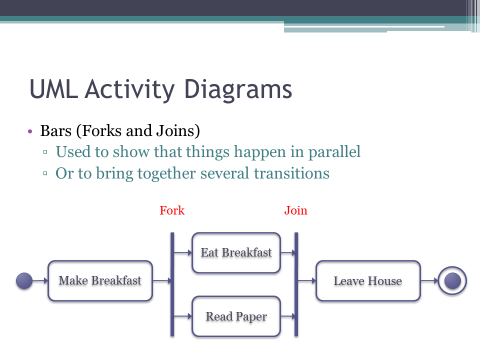 UML Activity Diagrams
• Bars (Forks and Joins)
▫ Used to show that things happen in parallel
▫ Or to bring together several transitions
Fork
Join
Eat Breakfast
Make Breakfast
Leave House
Read Paper